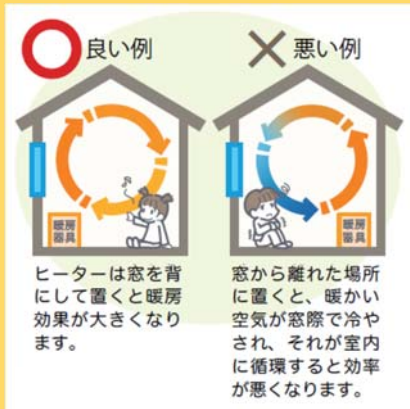 良い例
暖房
器具
ヒーターは窓を背
にして置くと暖房
効果が大きくなり
ます。
悪い例
暖房
器具
窓から離れた場所
に置くと、暖かい
空気が窓際で冷や
され、それが室内
に循環すると効率
が悪くなります。